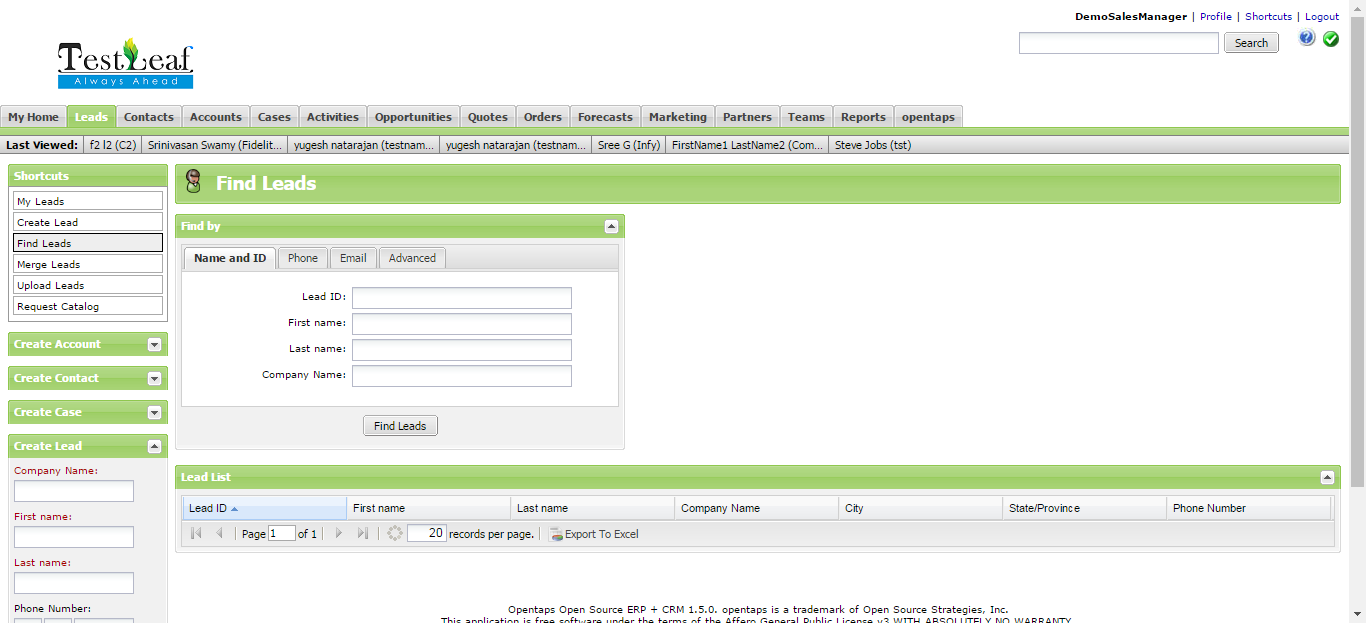 DemoSalesManager | Profile | Shortcuts | Logout
TestLeaf
Always Ahead
Search
My Home Leads Contacts Accounts Cases Activities Opportunities Quotes Orders Forecasts Marketing Partners Teams Reports opentaps
Last Viewed: f2 l2 (C2) Srinivasan Swamy (Fidelit... yugesh natarajan (testnam... yugesh natarajan (testnam... Sree G (Infy) FirstName1 LastName2 (Com... Steve Jobs (tst)
Shortcuts
My Leads
Create Lead
Find Leads
Merge Leads
Upload Leads
Request Catalog
Create Account
Create Contact
Create Case
Create Lead
Company Name:
First name:
Last name:
Phone Number:
Find Leads
Find by
Name and ID Phone Email Advanced
Lead ID:
First name:
Last name:
Company Name:
Find Leads
Lead List
Lead ID First name Last name Company Name City State/Province Phone Number
Page 1 of 1 20 records per page. Export To Excel
Opentaps Open Source ERP + CRM 1.5.0. opentaps is a trademark of Open Source Strategies, Inc.
This application is free software under the terms of the Affero General Public License v3 WITH ABSOLUTELY NO WARRANTY